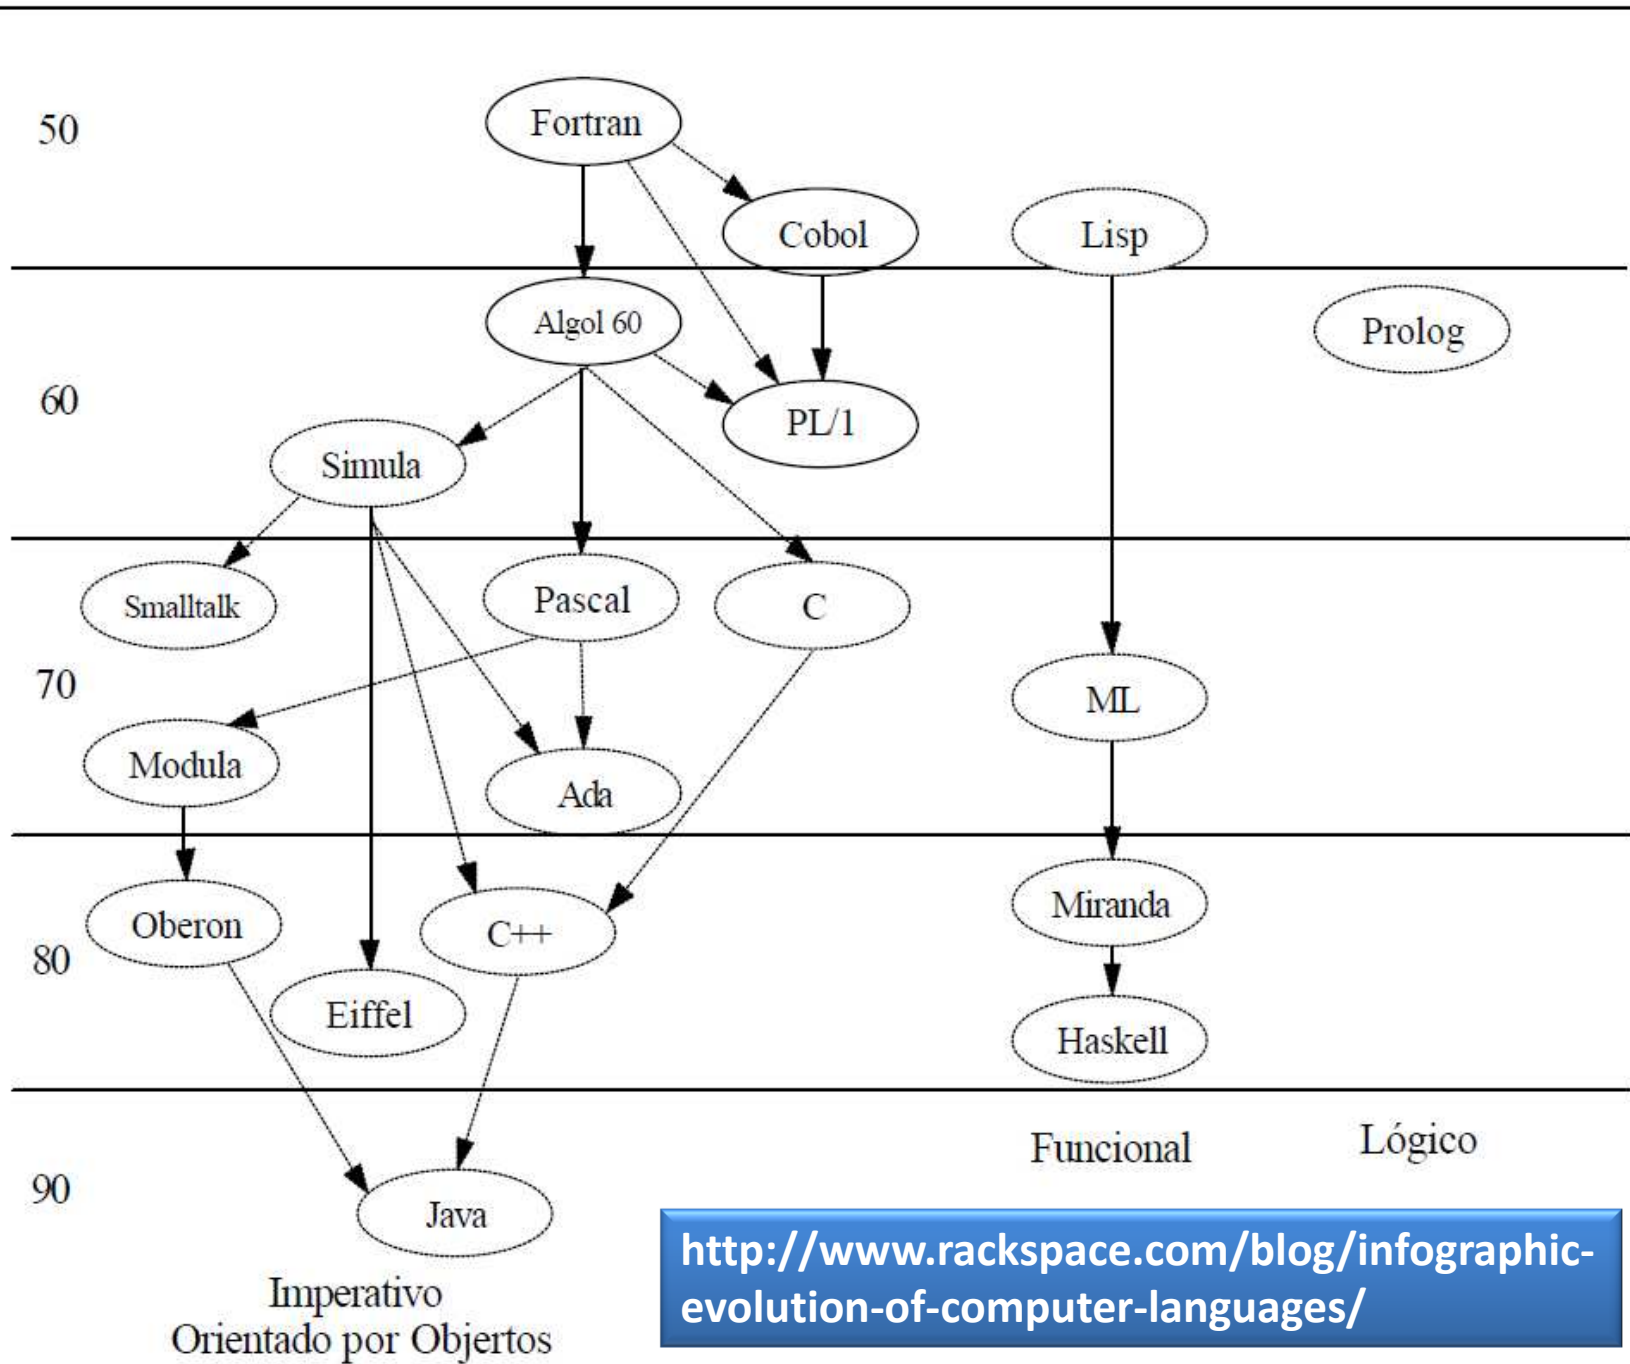 50
Fortran
Cobol
Lisp
Algol 60
Prolog
60
PL/1
Simula
Smalltalk
Pascal
C
70
ML
Modula
Ada
Miranda
Oberon
C++
80
Eiffel
Haskell
Funcional
Lógico
90
Java
Imperativo
Orientado por Objertos
http://www.rackspace.com/blog/infographic-
evolution-of-computer-languages/